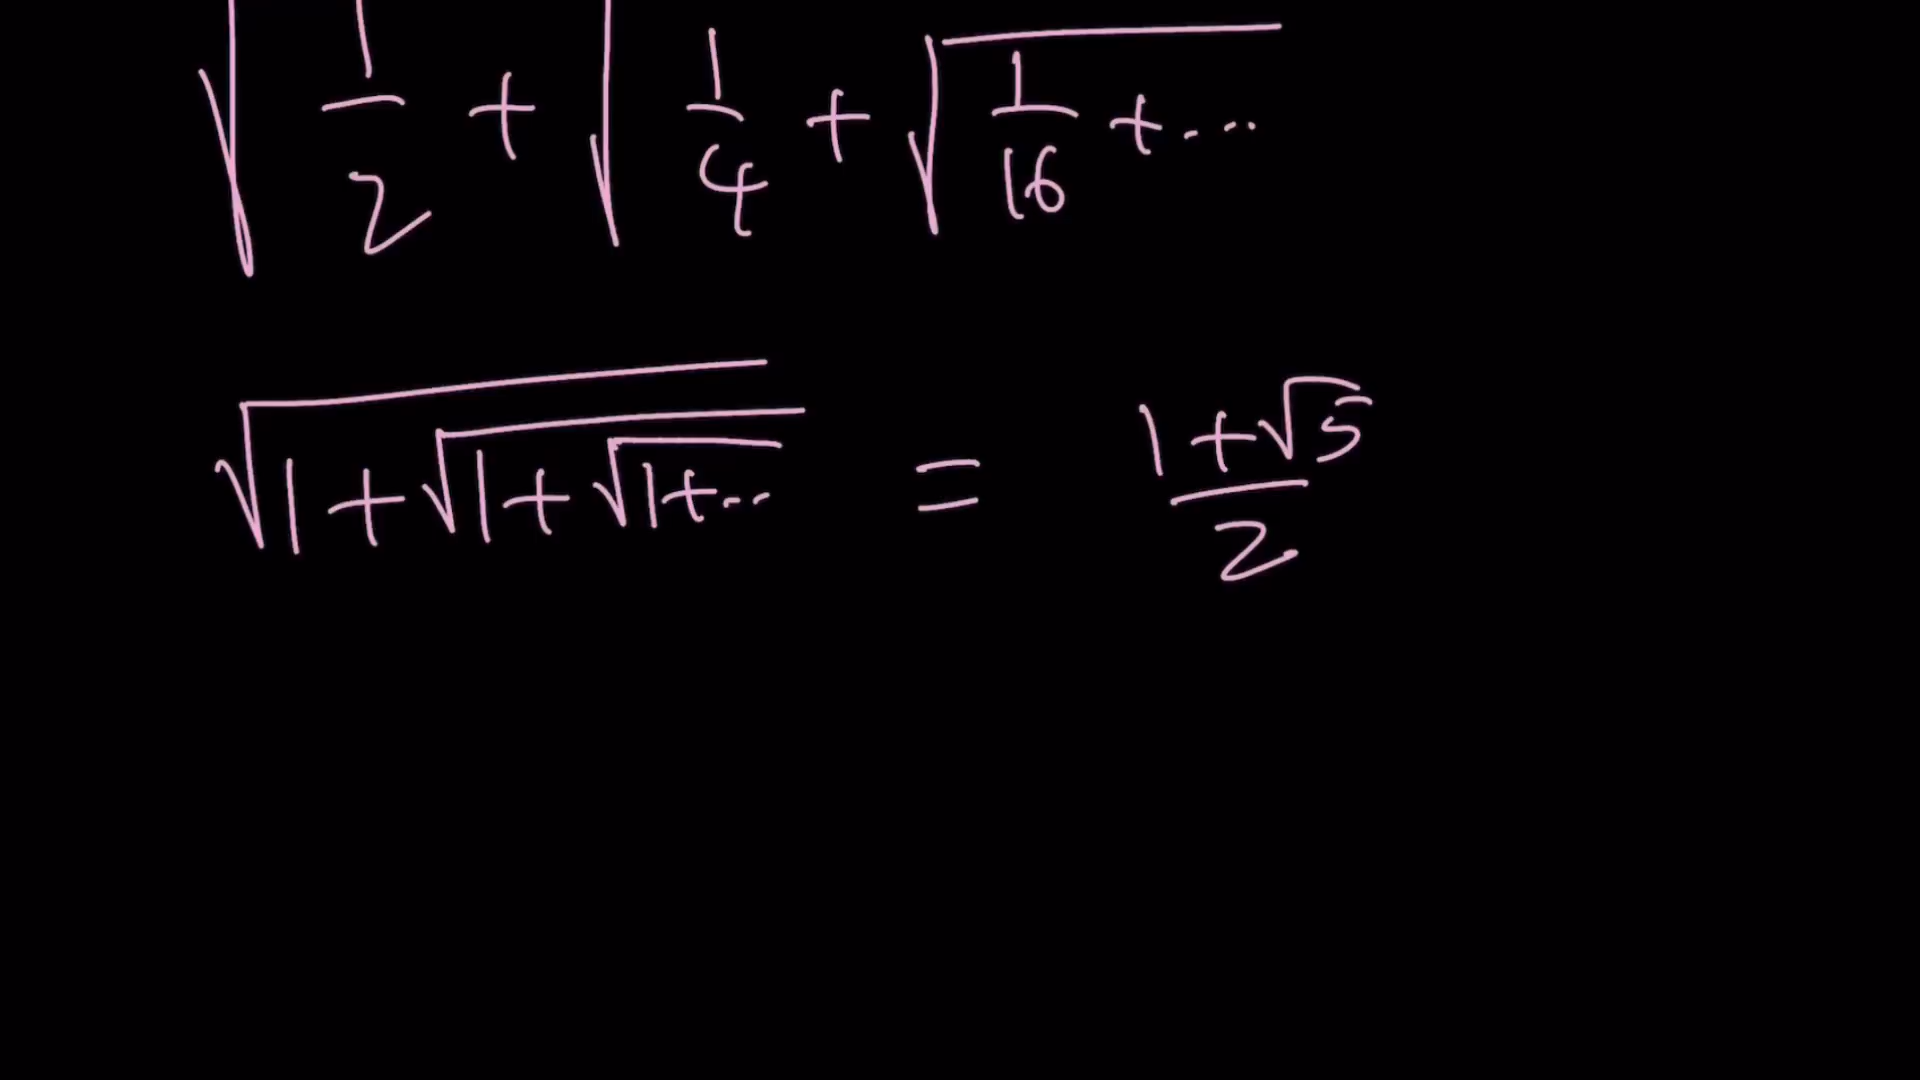 √(1/2 + √(1/4 + √(1/16 + ...
√(1+√(1+√(1+... = (1+√5)/2